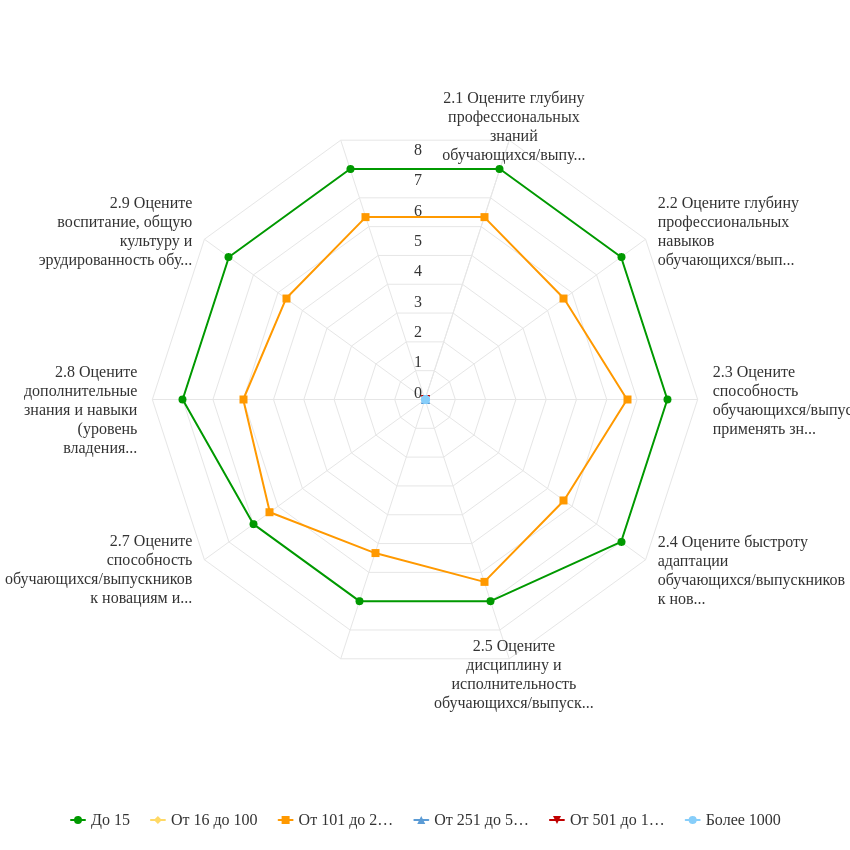 2.1 Оцените глубину
профессиональных
знаний
обучающихся/выпу...
8
7
6
5
4
3
2
1
0
2.2 Оцените глубину
профессиональных
навыков
обучающихся/вып...
2.3 Оцените
способность
обучающихся/выпус
применять зн...
2.4 Оцените быстроту
адаптации
обучающихся/выпускников
к нов...
2.5 Оцените
дисциплину и
исполнительность
обучающихся/выпуск...
2.7 Оцените
способность
обучающихся/выпускников
к новациям и...
2.8 Оцените
дополнительные
знания и навыки
(уровень
владения...
2.9 Оцените
воспитание, общую
культуру и
эрудированность обу...
До 15
От 16 до 100
От 101 до 2…
От 251 до 5…
От 501 до 1…
Более 1000